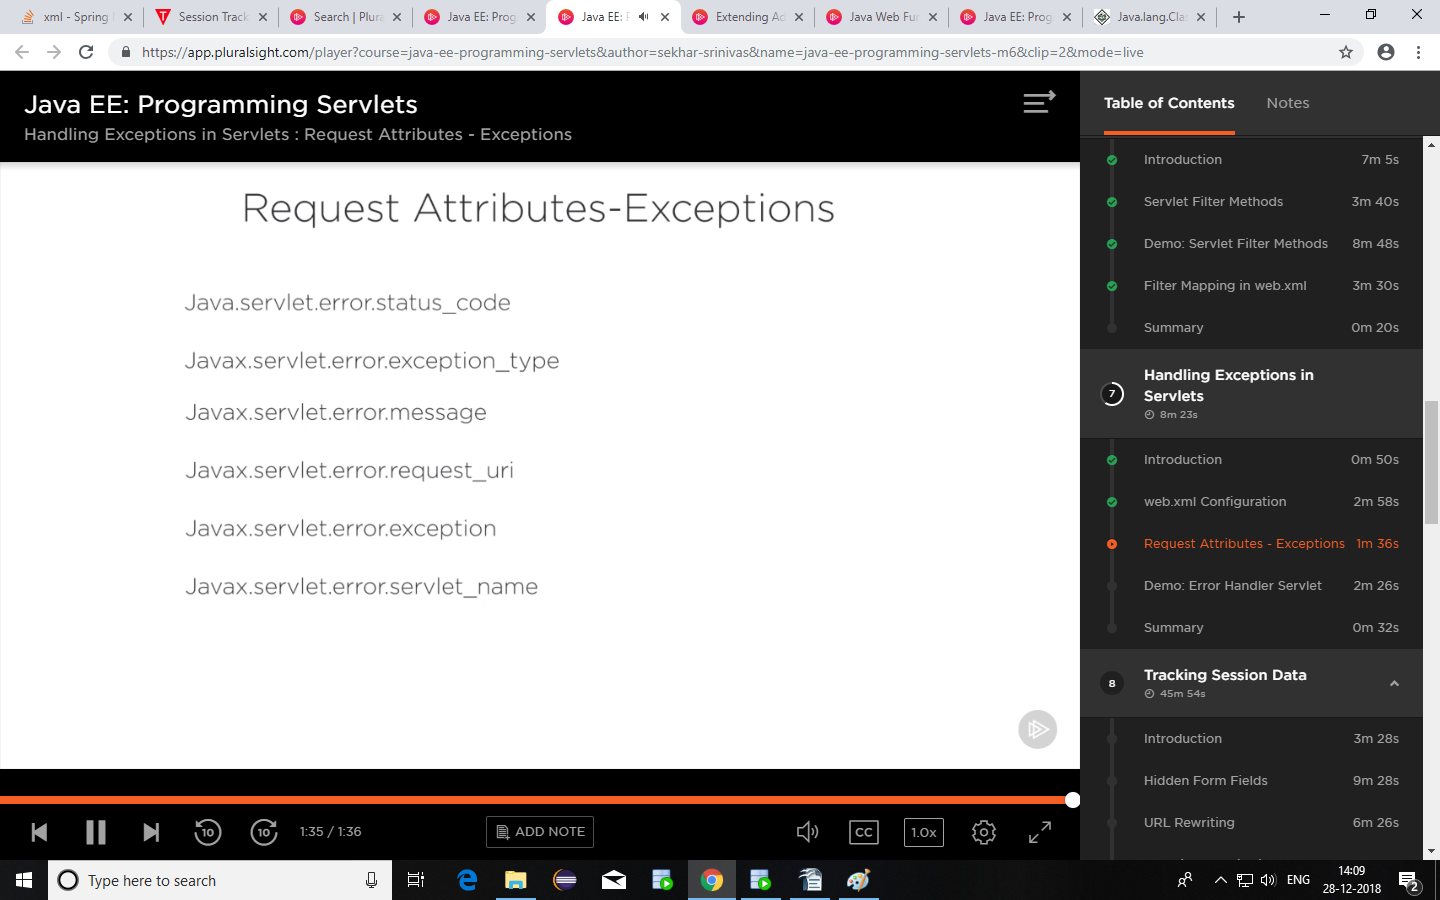 xml - Spring
Session Track
Search | Plura
Java EE: Prog
Java EE: F
Extending Ad
Java Web Fur
Java EE: Prog
Java.lang.Cla
https://app.pluralsight.com/player?course=java-ee-programming-servlets&author=sekhar-srinivas&name=java-ee-programming-servlets-m6&clip=2&mode=live
Java EE: Programming Servlets
Handling Exceptions in Servlets : Request Attributes - Exceptions
Table of Contents
Notes
Request Attributes-Exceptions
Java.servlet.error.status_code
Javax.servlet.error.exception_type
Javax.servlet.error.message
Javax.servlet.error.request_uri
Javax.servlet.error.exception
Javax.servlet.error.servlet_name
Introduction 7m 5s
Servlet Filter Methods 3m 40s
Demo: Servlet Filter Methods 8m 48s
Filter Mapping in web.xml 3m 30s
Summary 0m 20s
7
Handling Exceptions in
Servlets
8m 23s
Introduction 0m 50s
web.xml Configuration 2m 58s
Request Attributes - Exceptions 1m 36s
Demo: Error Handler Servlet 2m 26s
Summary 0m 32s
8 Tracking Session Data
45m 54s
Introduction 3m 28s
Hidden Form Fields 9m 28s
URL Rewriting 6m 26s
10
10
1:35 / 1:36
ADD NOTE
CC
1.0x
Type here to search
ENG
14:09
28-12-2018
2